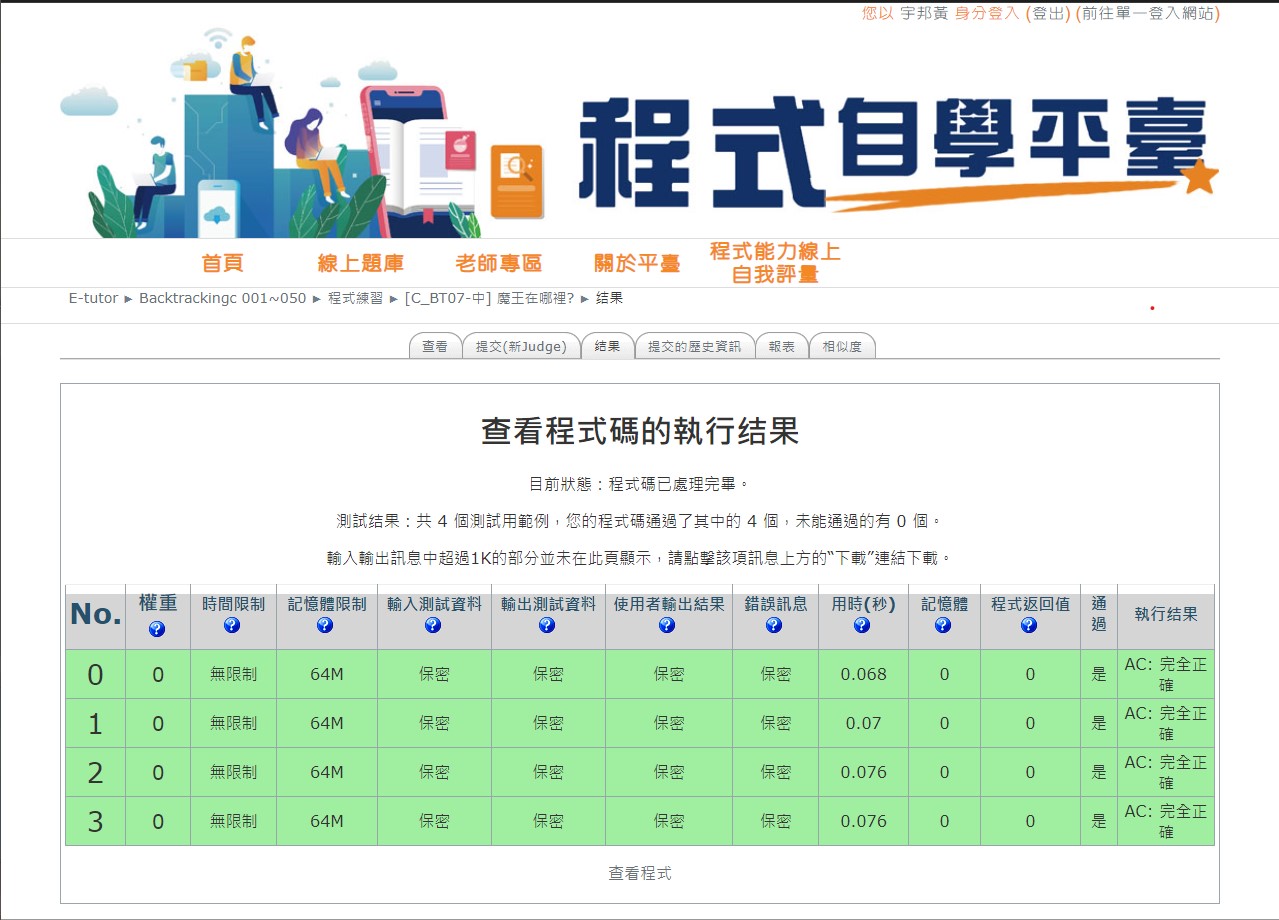 您以 宇邦黃 身分登入 (登出) (前往單一登入網站)
程式自學平臺
首頁 線上題庫 老師專區 關於平臺 程式能力線上自我評量
E-tutor ► Backtrackingc 001~050 ► 程式練習 ► [C_BT07-中] 魔王在哪裡? ► 结果
查看 提交(新Judge) 结果 提交的歷史資訊 報表 相似度
查看程式碼的執行结果
目前狀態：程式碼已處理完畢。
測試结果：共 4 個測試用範例，您的程式碼通過了其中的 4 個，未能通過的有 0 個。
輸入輸出訊息中超過1K的部分並未在此頁顯示，請點擊該項訊息上方的“下載”連結下載。
No. 權重 時間限制 記憶體限制 輸入測試資料 輸出測試資料 使用者輸出結果 錯誤訊息 用時(秒) 記憶體 程式返回值 通過 執行结果
0 0 無限制 64M 保密 保密 保密 保密 0.068 0 0 是 AC: 完全正確
1 0 無限制 64M 保密 保密 保密 保密 0.07 0 0 是 AC: 完全正確
2 0 無限制 64M 保密 保密 保密 保密 0.076 0 0 是 AC: 完全正確
3 0 無限制 64M 保密 保密 保密 保密 0.076 0 0 是 AC: 完全正確
查看程式